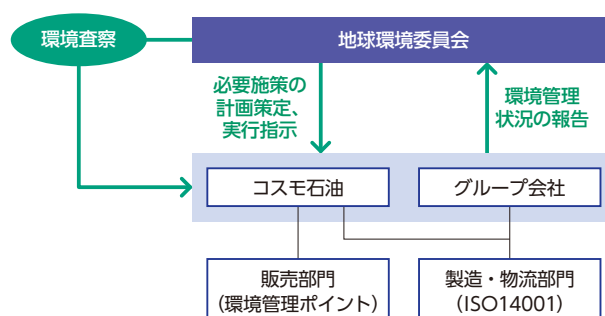 環境査察
地球環境委員会
必要施策の
計画策定、
実行指示
環境管理
状況の報告
コスモ石油
グループ会社
販売部門
（環境管理ポイント）
製造・物流部門
（ISO14001）